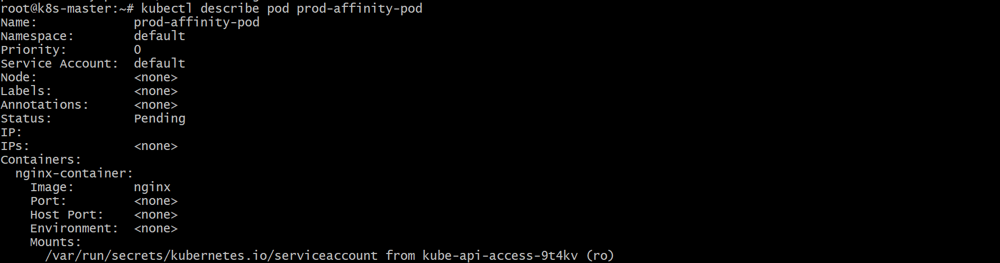 root@k8s-master:~# kubectl describe pod prod-affinity-pod
Name:             prod-affinity-pod
Namespace:        default
Priority:         0
Service Account:  default
Node:             <none>
Labels:           <none>
Annotations:      <none>
Status:           Pending
IP:
IPs:              <none>
Containers:
  nginx-container:
    Image:        nginx
    Port:         <none>
    Host Port:    <none>
    Environment:  <none>
    Mounts:
      /var/run/secrets/kubernetes.io/serviceaccount from kube-api-access-9t4kv (ro)